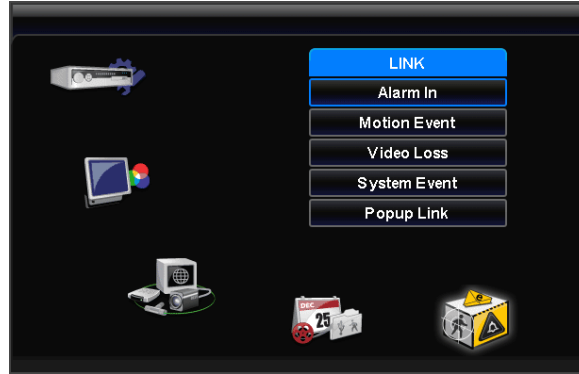 LINK
Alarm In
Motion Event
Video Loss
System Event
Popup Link
DEC
25
e